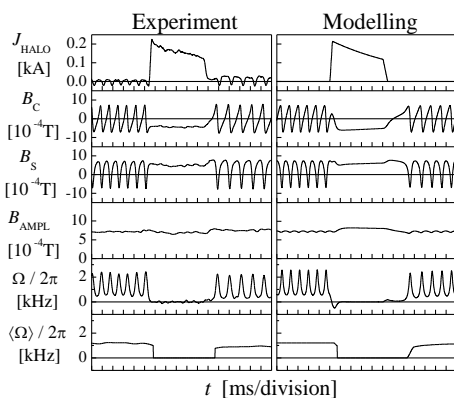 Experiment Modelling
J_HALO
[kA]
0.2
0.1
0.0
B_C
[10⁻⁴T]
10
0
-10
B_S
[10⁻⁴T]
10
0
-10
B_AMPL
[10⁻⁴T]
10
5
0
Ω / 2π
[kHz]
2
0
⟨Ω⟩ / 2π
[kHz]
2
0
t [ms/division]